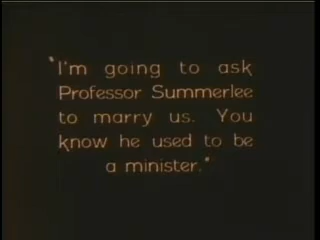 "I'm going to ask
Professor Summerlee
to marry us. You
know he used to be
a minister."